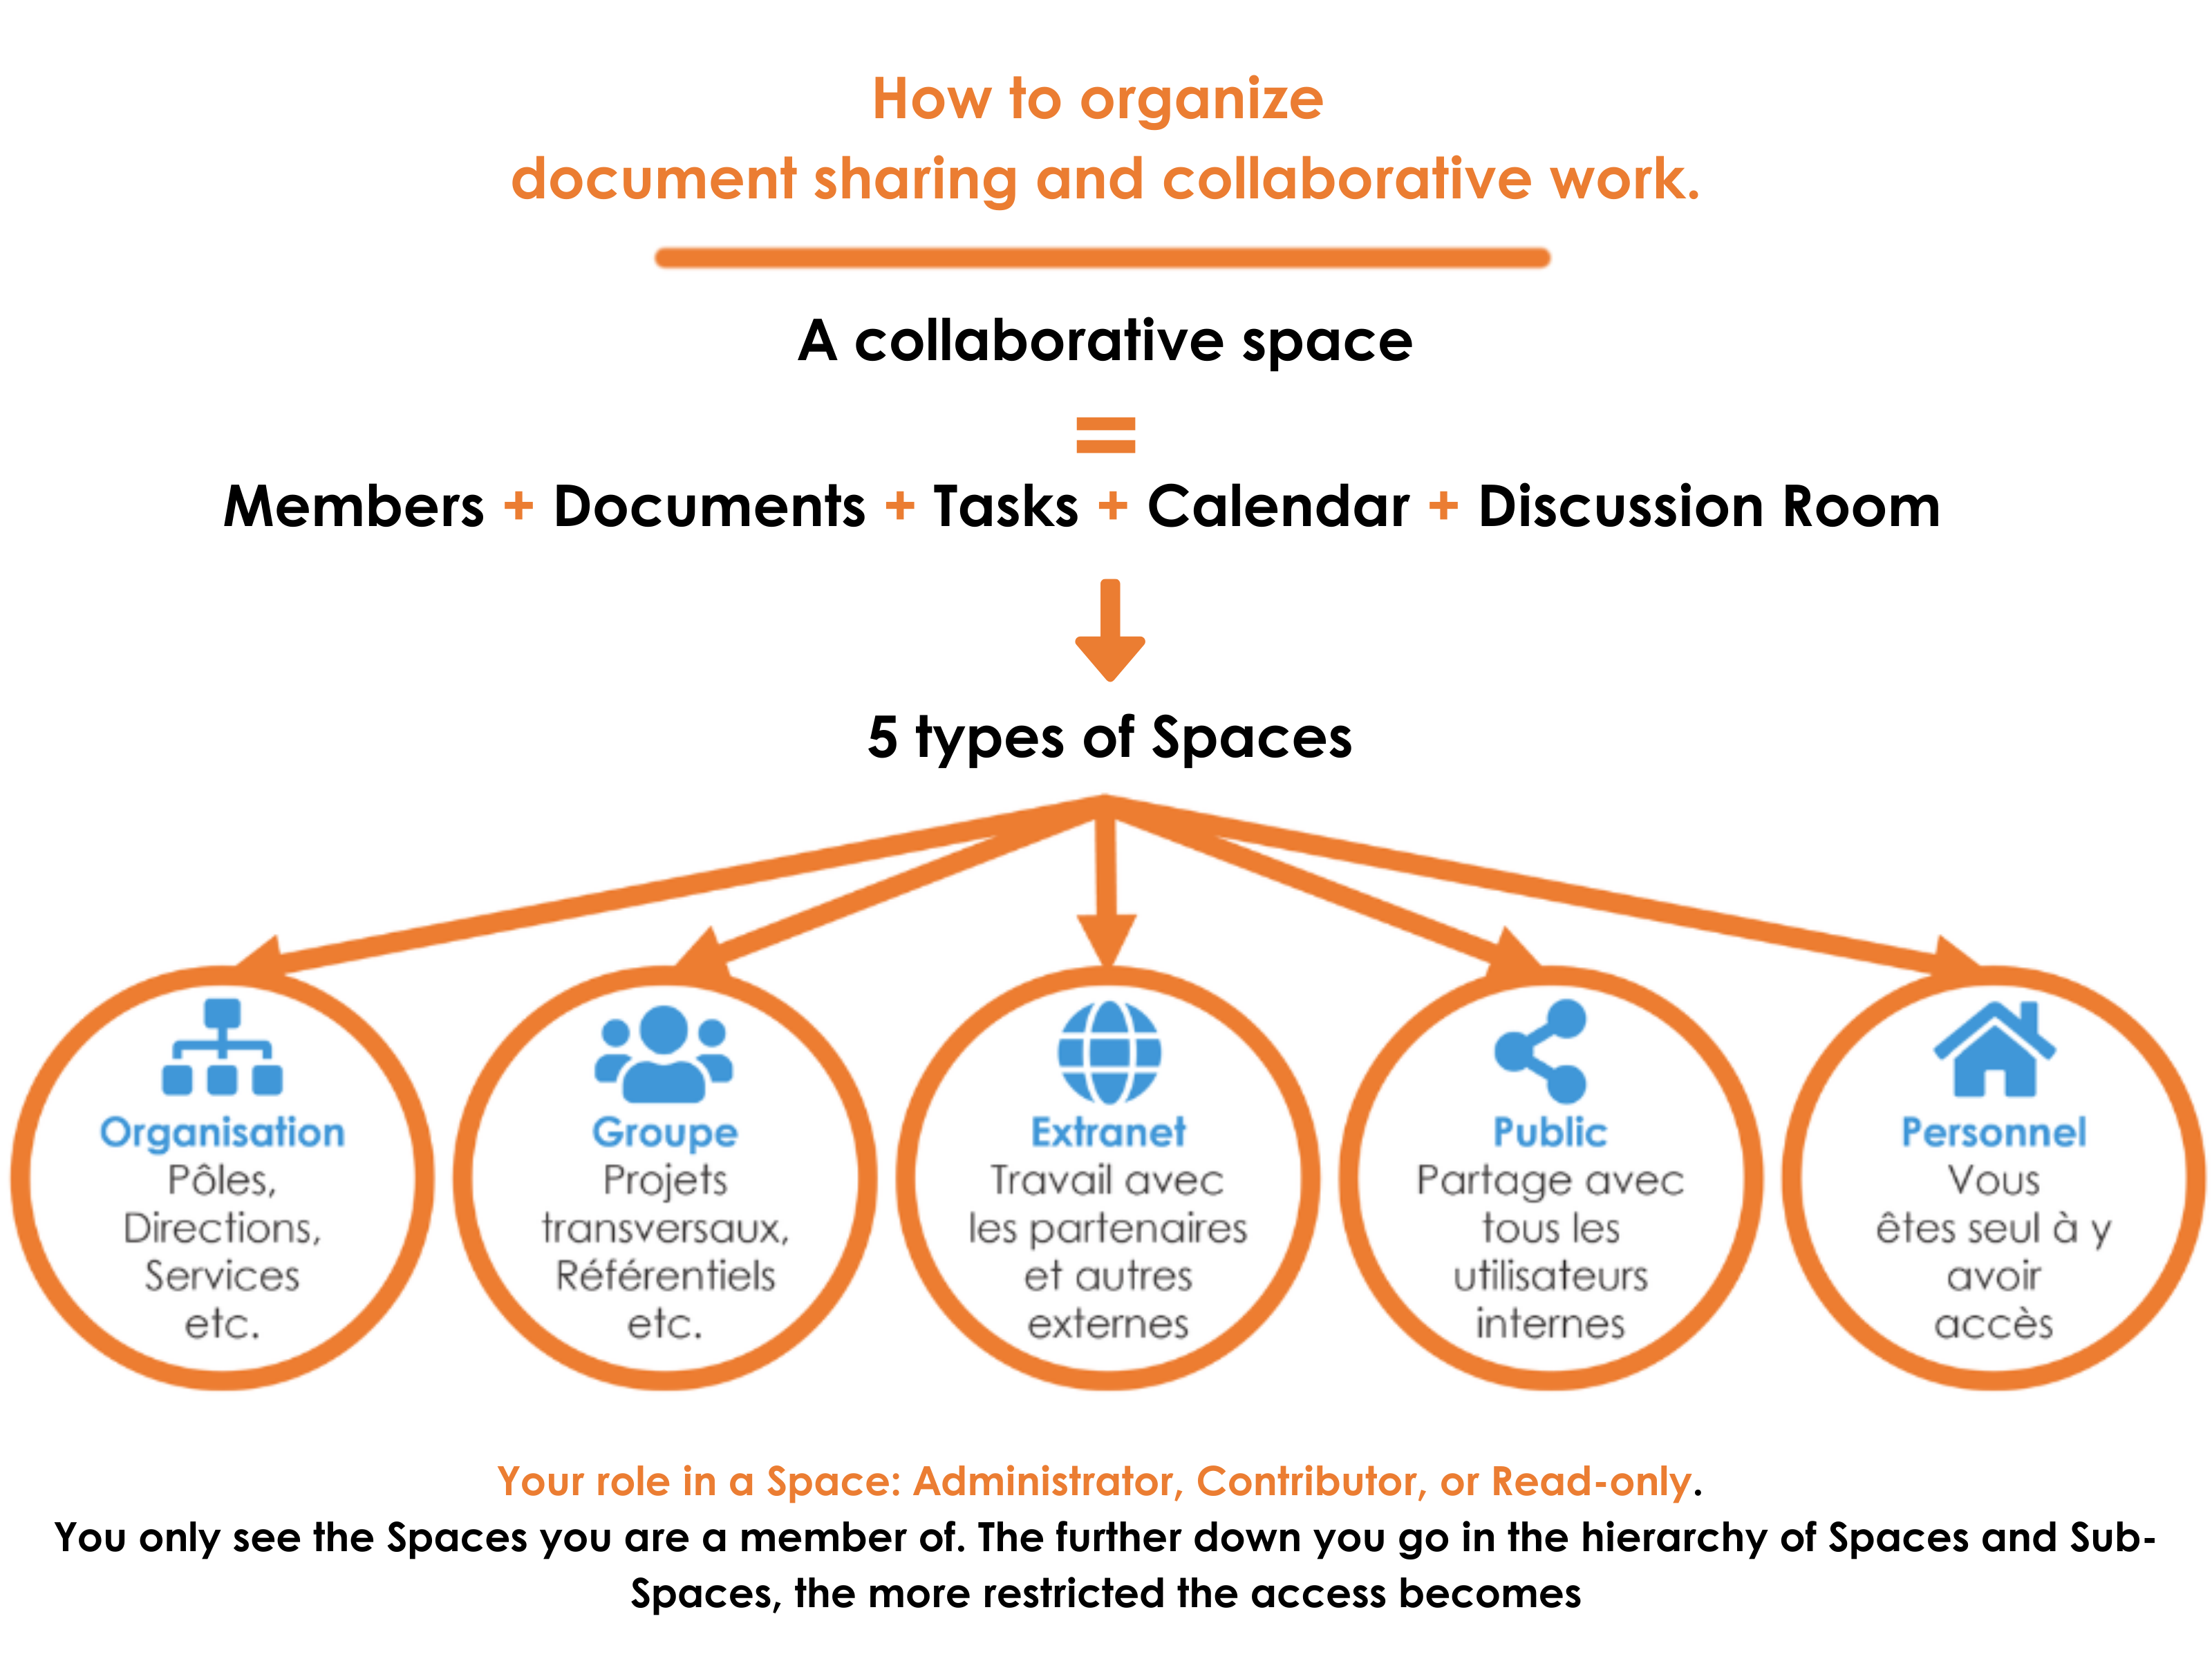 How to organize
document sharing and collaborative work.
A collaborative space
=
Members + Documents + Tasks + Calendar + Discussion Room
5 types of Spaces
Organisation
Pôles,
Directions,
Services
etc.
Groupe
Projets
transversaux,
Référentiels
etc.
Extranet
Travail avec
les partenaires
et autres
externes
Public
Partage avec
tous les
utilisateurs
internes
Personnel
Vous
êtes seul à y
avoir
accès
Your role in a Space: Administrator, Contributor, or Read-only.
You only see the Spaces you are a member of. The further down you go in the hierarchy of Spaces and Sub-
Spaces, the more restricted the access becomes